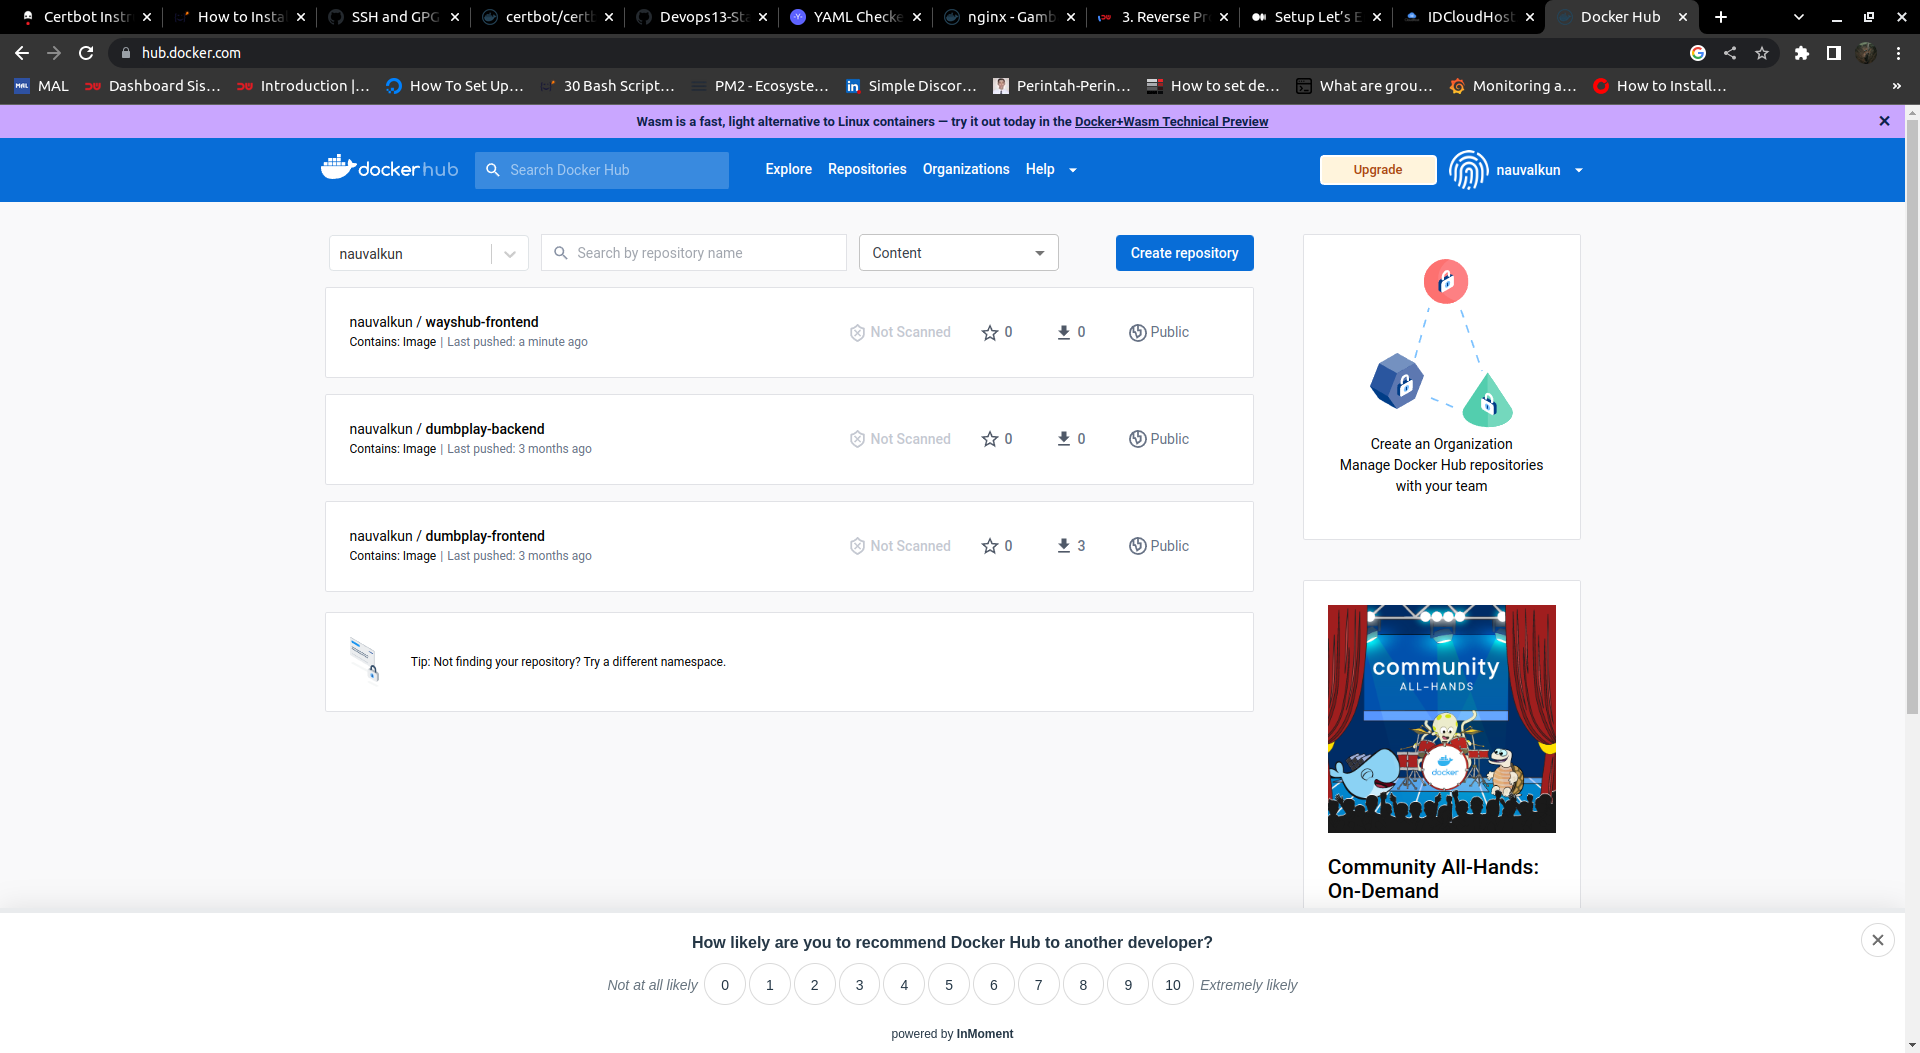 Certbot Instr
How to Instal
SSH and GPG
certbot/certb
Devops13-Sta
YAML Checke
nginx - Gamb
3. Reverse Pr
Setup Let's E
IDCloudHost
Docker Hub
hub.docker.com
MAL
Dashboard Sis...
Introduction |...
How To Set Up...
30 Bash Script...
PM2 - Ecosyste...
Simple Discor...
Perintah-Perin...
How to set de...
What are grou...
Monitoring a...
How to Install...
»
Wasm is a fast, light alternative to Linux containers — try it out today in the Docker+Wasm Technical Preview
docker hub
Search Docker Hub
Explore
Repositories
Organizations
Help
Upgrade
nauvalkun
nauvalkun
Search by repository name
Content
Create repository
nauvalkun / wayshub-frontend
Contains: Image | Last pushed: a minute ago
Not Scanned
0
0
Public
nauvalkun / dumbplay-backend
Contains: Image | Last pushed: 3 months ago
Not Scanned
0
0
Public
nauvalkun / dumbplay-frontend
Contains: Image | Last pushed: 3 months ago
Not Scanned
0
3
Public
Tip: Not finding your repository? Try a different namespace.
Create an Organization
Manage Docker Hub repositories
with your team
community
ALL-HANDS
docker
Community All-Hands:
On-Demand
How likely are you to recommend Docker Hub to another developer?
Not at all likely 0 1 2 3 4 5 6 7 8 9 10 Extremely likely
powered by InMoment